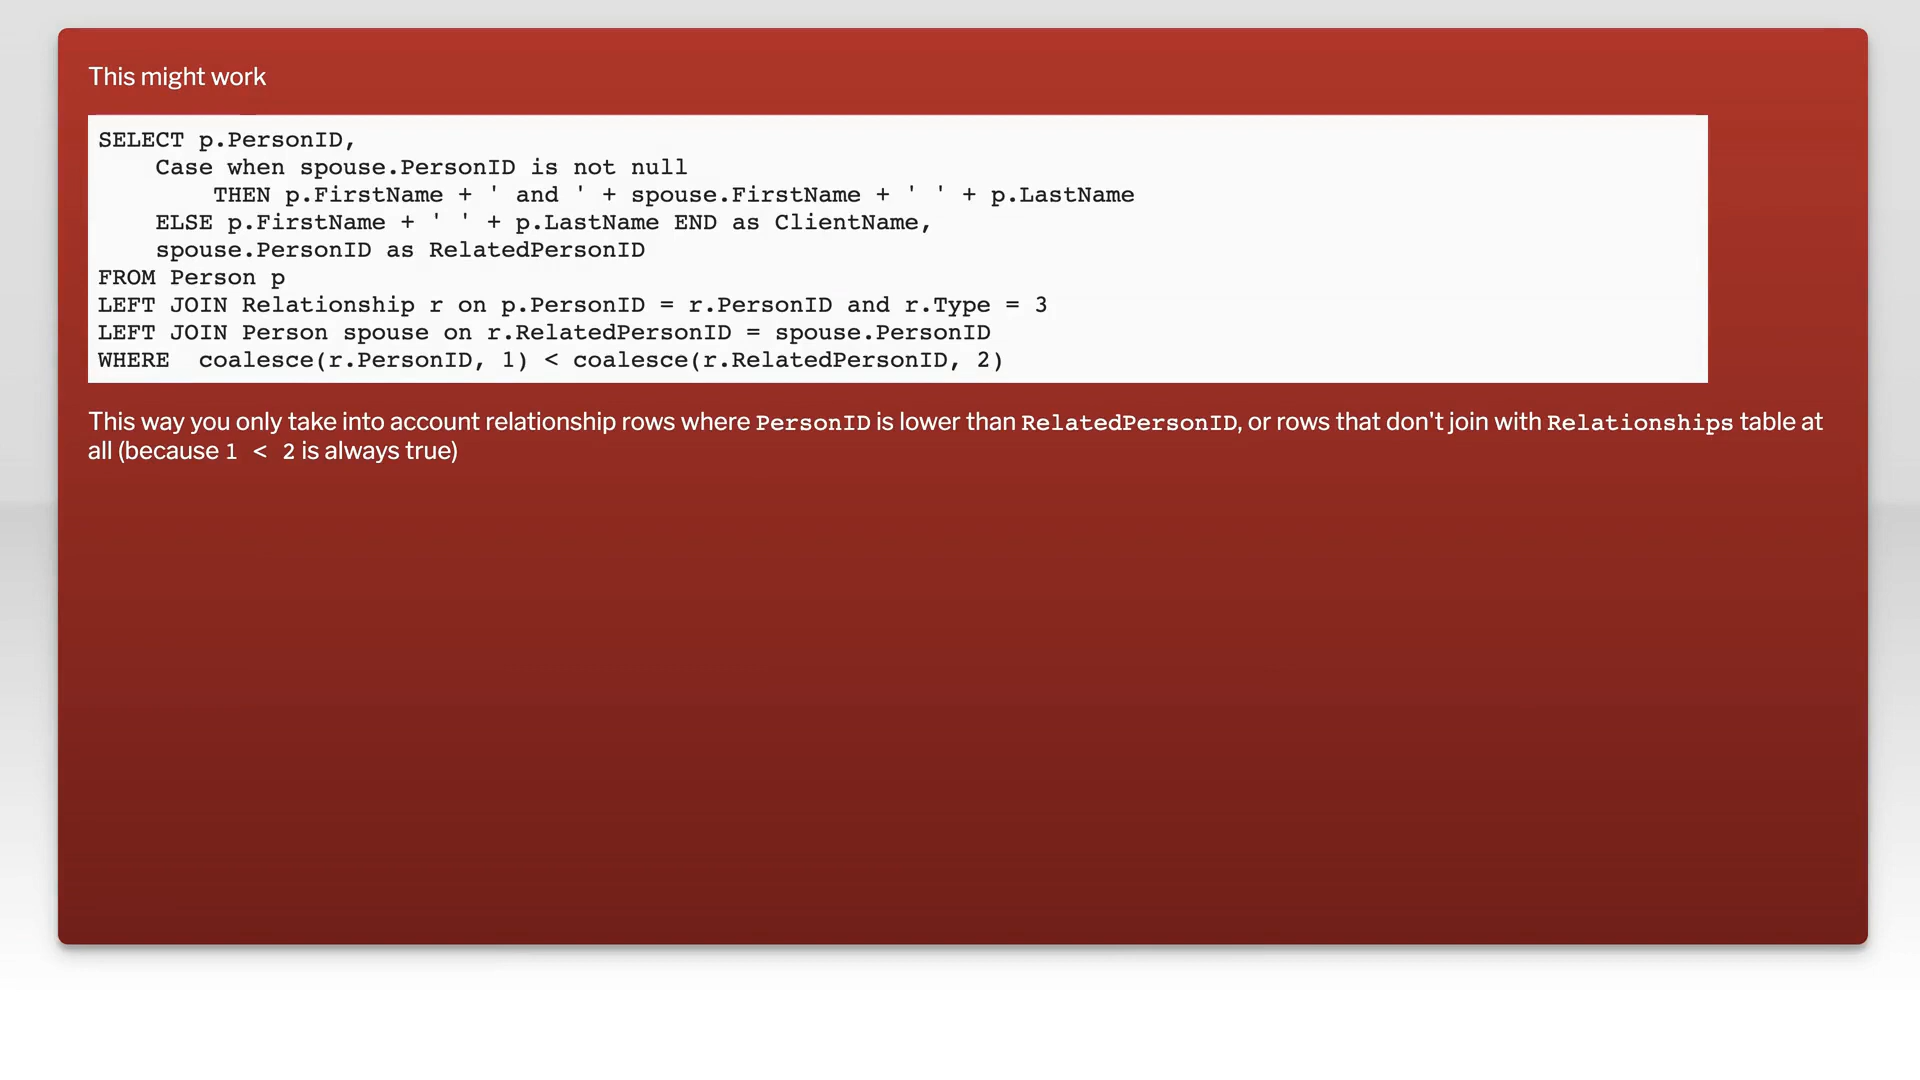 This might work
SELECT p.PersonID,
    Case when spouse.PersonID is not null
        THEN p.FirstName + ' and ' + spouse.FirstName + ' ' + p.LastName
    ELSE p.FirstName + ' ' + p.LastName END as ClientName,
    spouse.PersonID as RelatedPersonID
FROM Person p
LEFT JOIN Relationship r on p.PersonID = r.PersonID and r.Type = 3
LEFT JOIN Person spouse on r.RelatedPersonID = spouse.PersonID
WHERE  coalesce(r.PersonID, 1) < coalesce(r.RelatedPersonID, 2)
This way you only take into account relationship rows where PersonID is lower than RelatedPersonID, or rows that don't join with Relationships table at
all (because 1 < 2 is always true)